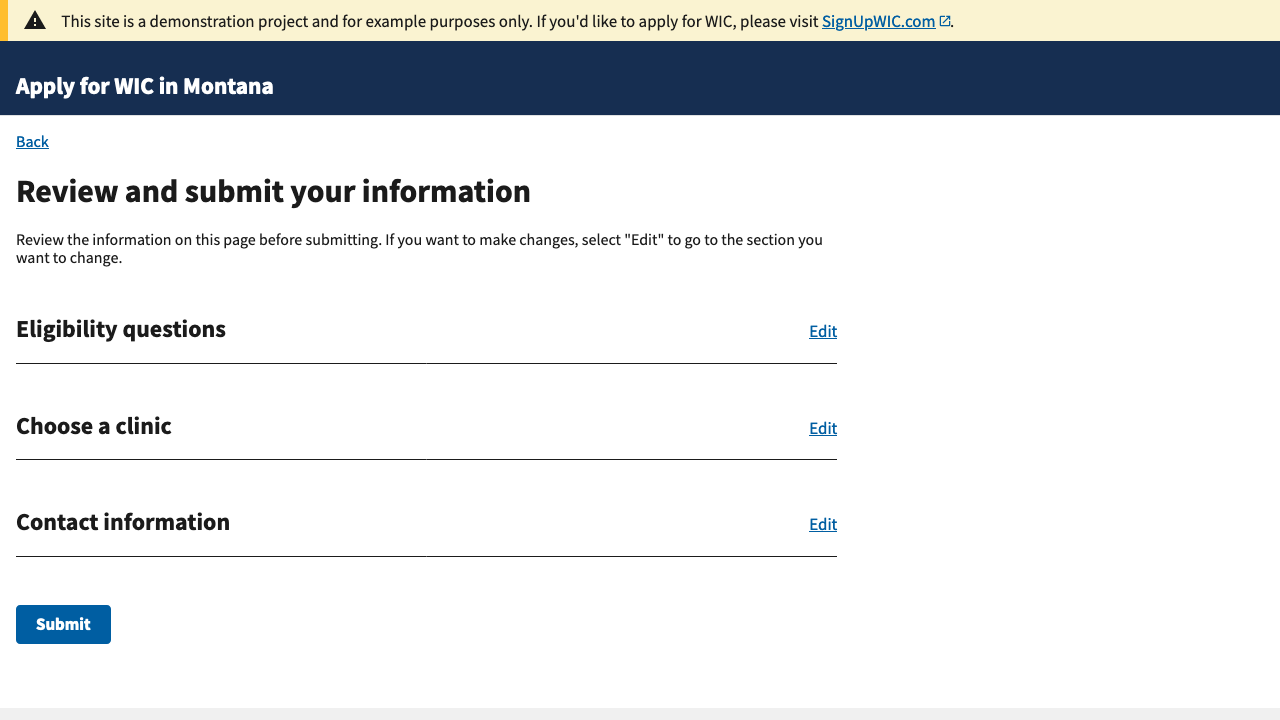 This site is a demonstration project and for example purposes only. If you'd like to apply for WIC, please visit SignUpWIC.com.
Apply for WIC in Montana
Back
Review and submit your information
Review the information on this page before submitting. If you want to make changes, select "Edit" to go to the section you
want to change.
Eligibility questions Edit
Choose a clinic Edit
Contact information Edit
Submit